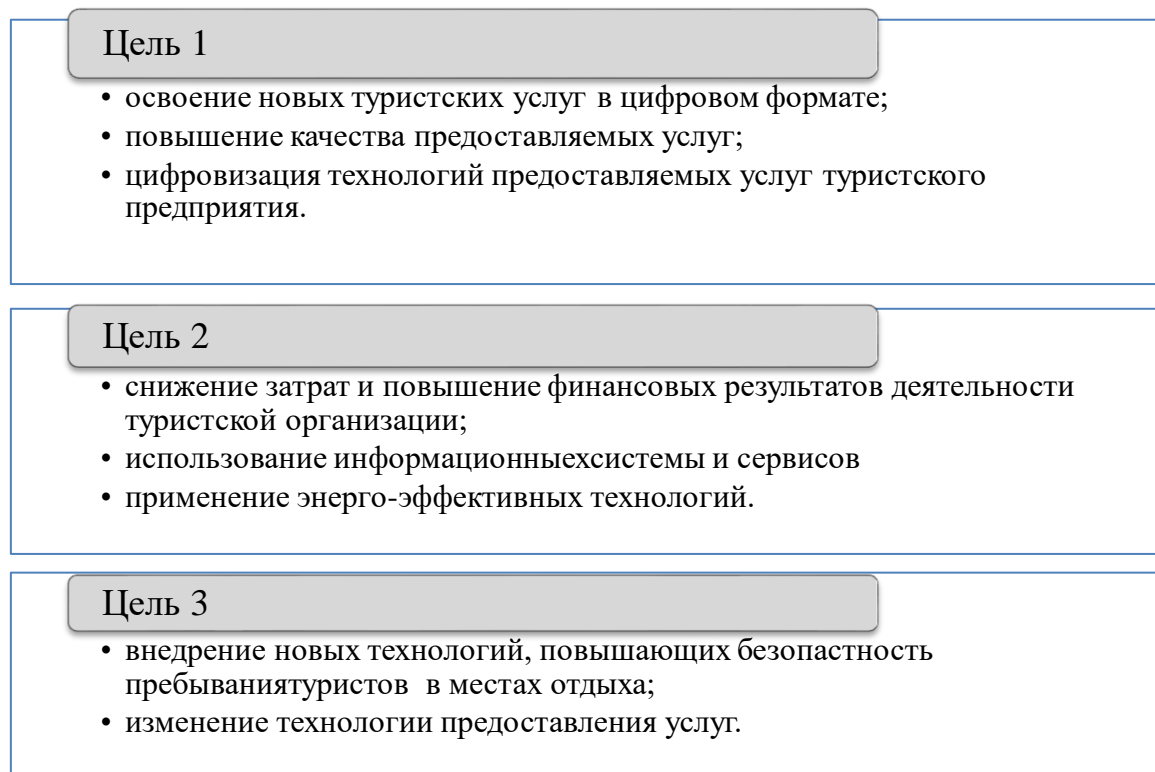 Цель 1
• освоение новых туристских услуг в цифровом формате;
• повышение качества предоставляемых услуг;
• цифровизация технологий предоставляемых услуг туристского
предприятия.
Цель 2
• снижение затрат и повышение финансовых результатов деятельности
туристской организации;
• использование информационныехсистемы и сервисов
• применение энерго-эффективных технологий.
Цель 3
• внедрение новых технологий, повышающих безопастность
пребываниятуристов в местах отдыха;
• изменение технологии предоставления услуг.